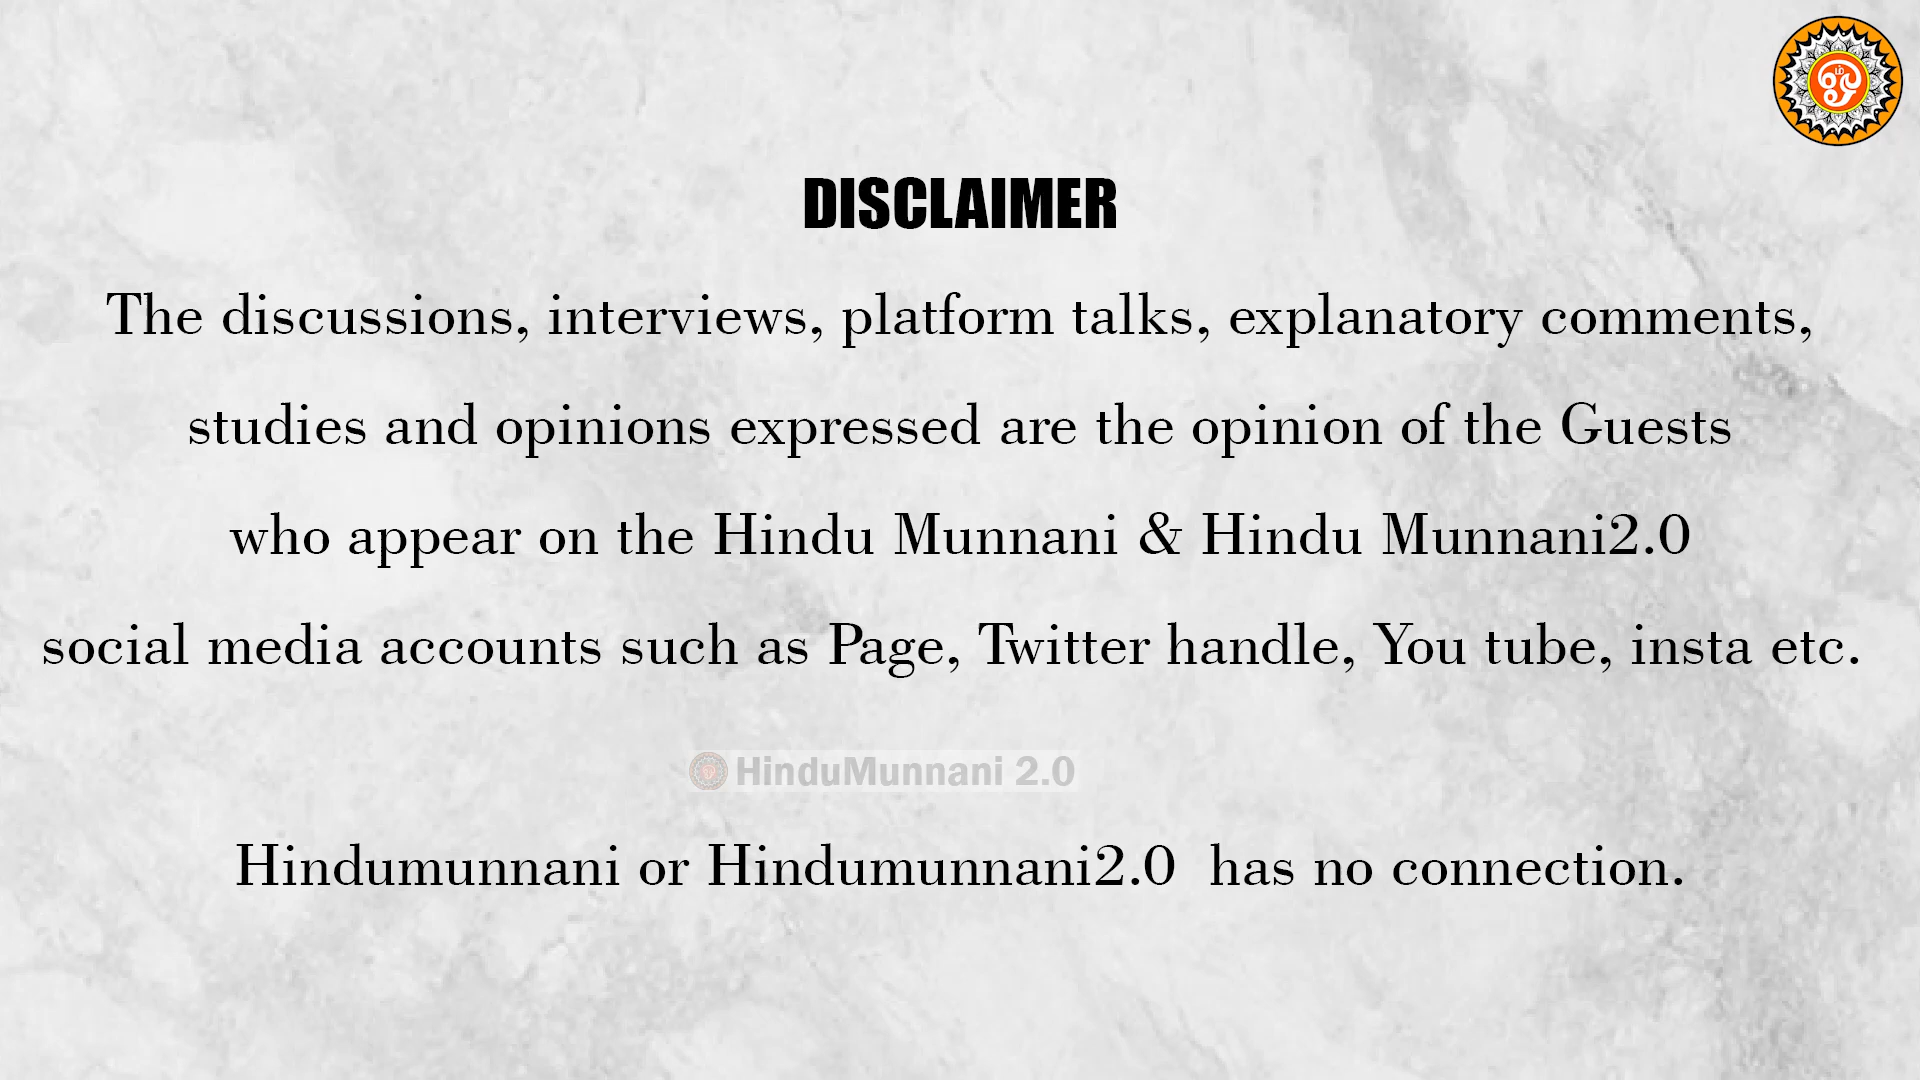 ஓம்
DISCLAIMER
The discussions, interviews, platform talks, explanatory comments,
studies and opinions expressed are the opinion of the Guests
who appear on the Hindu Munnani & Hindu Munnani2.0
social media accounts such as Page, Twitter handle, You tube, insta etc.
HinduMunnani 2.0
Hindumunnani or Hindumunnani2.0 has no connection.